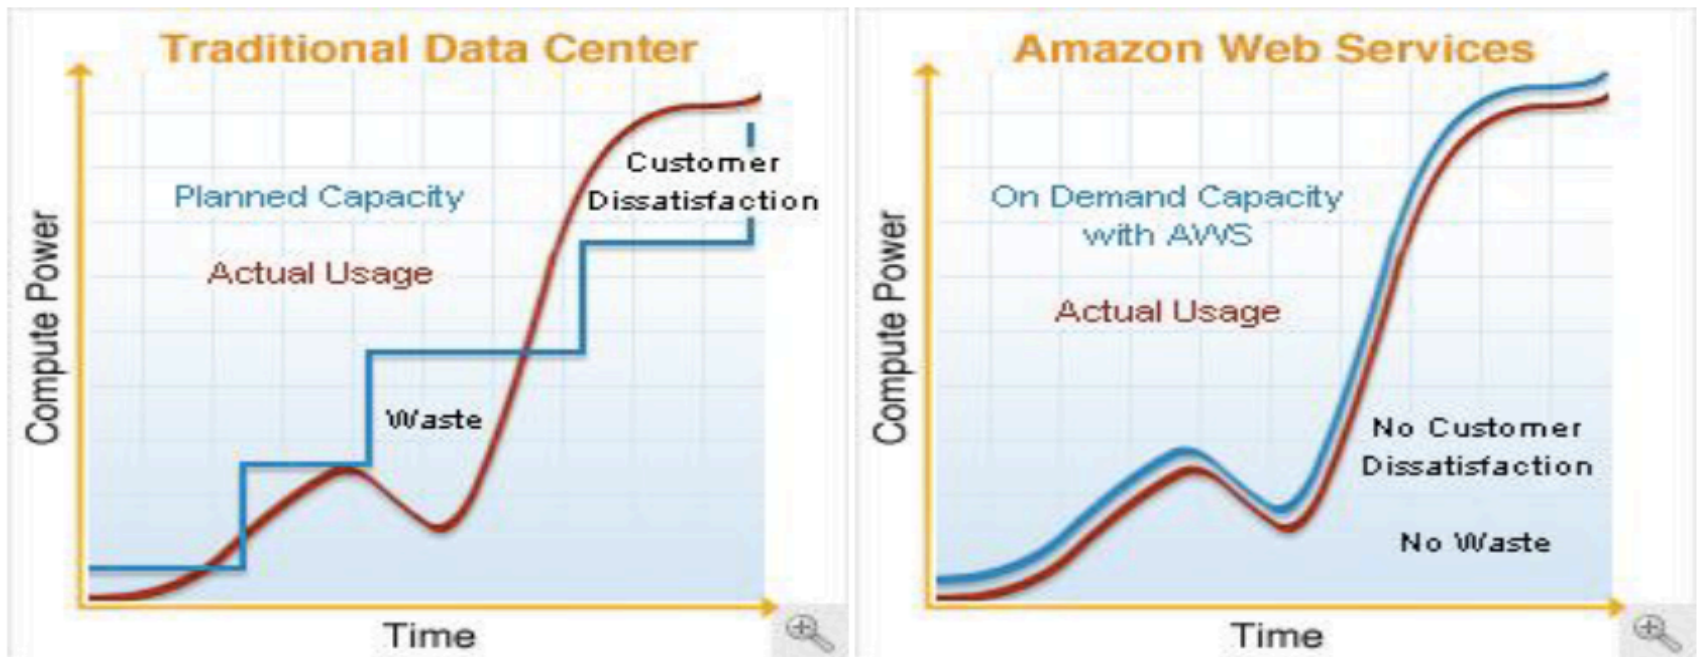 Traditional Data Center
Planned Capacity
Actual Usage
Customer
Dissatisfaction
Waste
Compute Power
Time
Amazon Web Services
On Demand Capacity
with AWS
Actual Usage
No Customer
Dissatisfaction
No Waste
Compute Power
Time